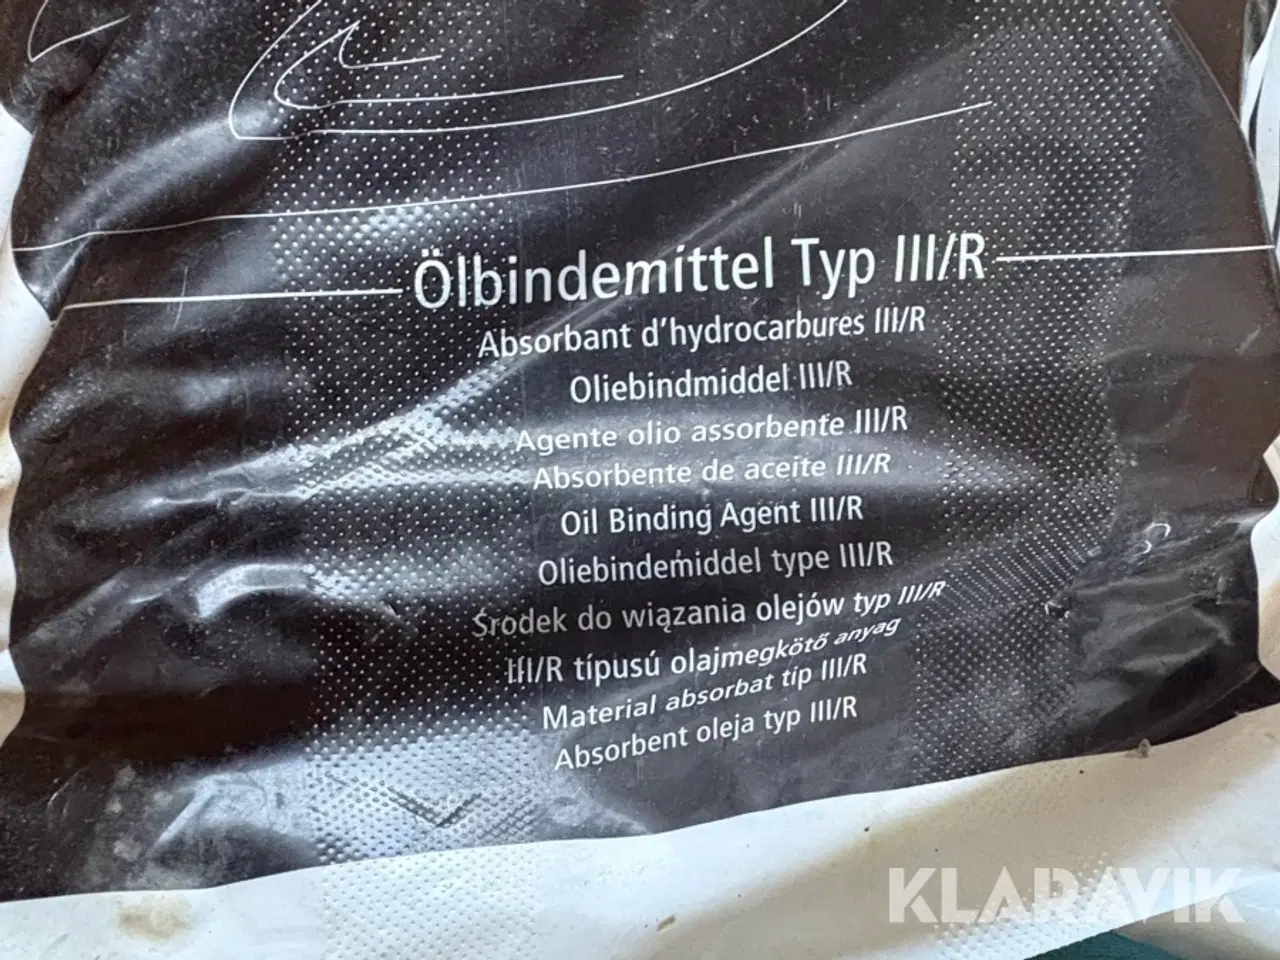 Ölbindemittel Typ III/R
Absorbant d'hydrocarbures III/R
Oliebindmiddel III/R
Agente olio assorbente III/R
Absorbente de aceite III/R
Oil Binding Agent III/R
Oliebindemiddel type III/R
Środek do wiązania olejów typ III/R
III/R típusú olajmegkötő anyag
Material absorbat tip III/R
Absorbent oleja typ III/R
KLARAVIK